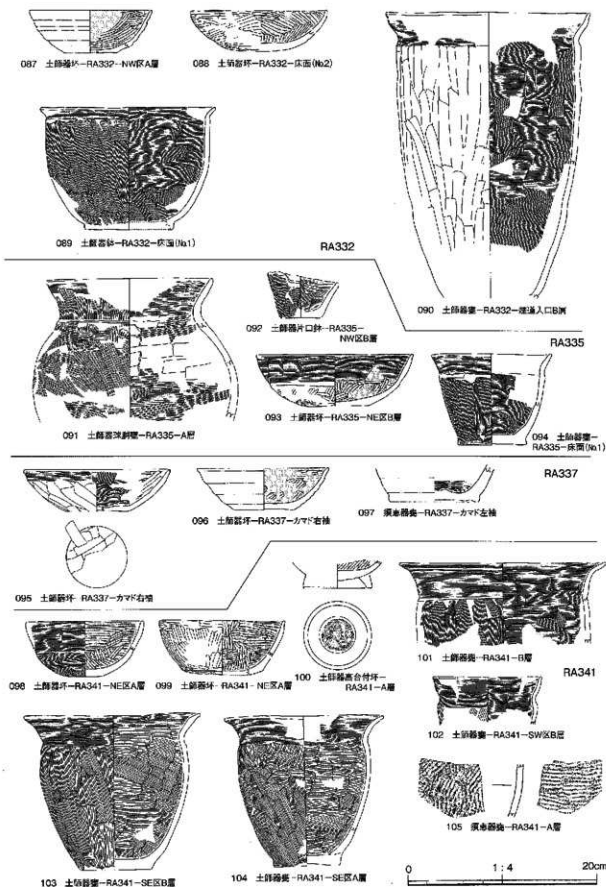 087 土師器坏-RA332-NW区A層
088 土師器坏-RA332-床面(No.2)
089 土師器鉢-RA332-床面(No.1)
RA332
090 土師器甕-RA332-煙道入口B層
091 土師器球胴甕-RA335-A層
092 土師器片口鉢-RA335-
NW区B層
RA335
093 土師器坏-RA335-NE区B層
094 土師器甕-
RA335-床面(No.1)
RA337
095 土師器坏-RA337-カマド右袖
096 土師器坏-RA337-カマド右袖
097 須恵器甕-RA337-カマド左袖
098 土師器坏-RA341-NE区A層
099 土師器坏-RA341-NE区A層
100 土師器高台付坏-
RA341-A層
101 土師器甕-RA341-B層
RA341
102 土師器甕-RA341-SW区B層
103 土師器甕-RA341-SE区B層
104 土師器甕-RA341-SE区A層
105 須恵器甕-RA341-A層
0 1:4 20cm